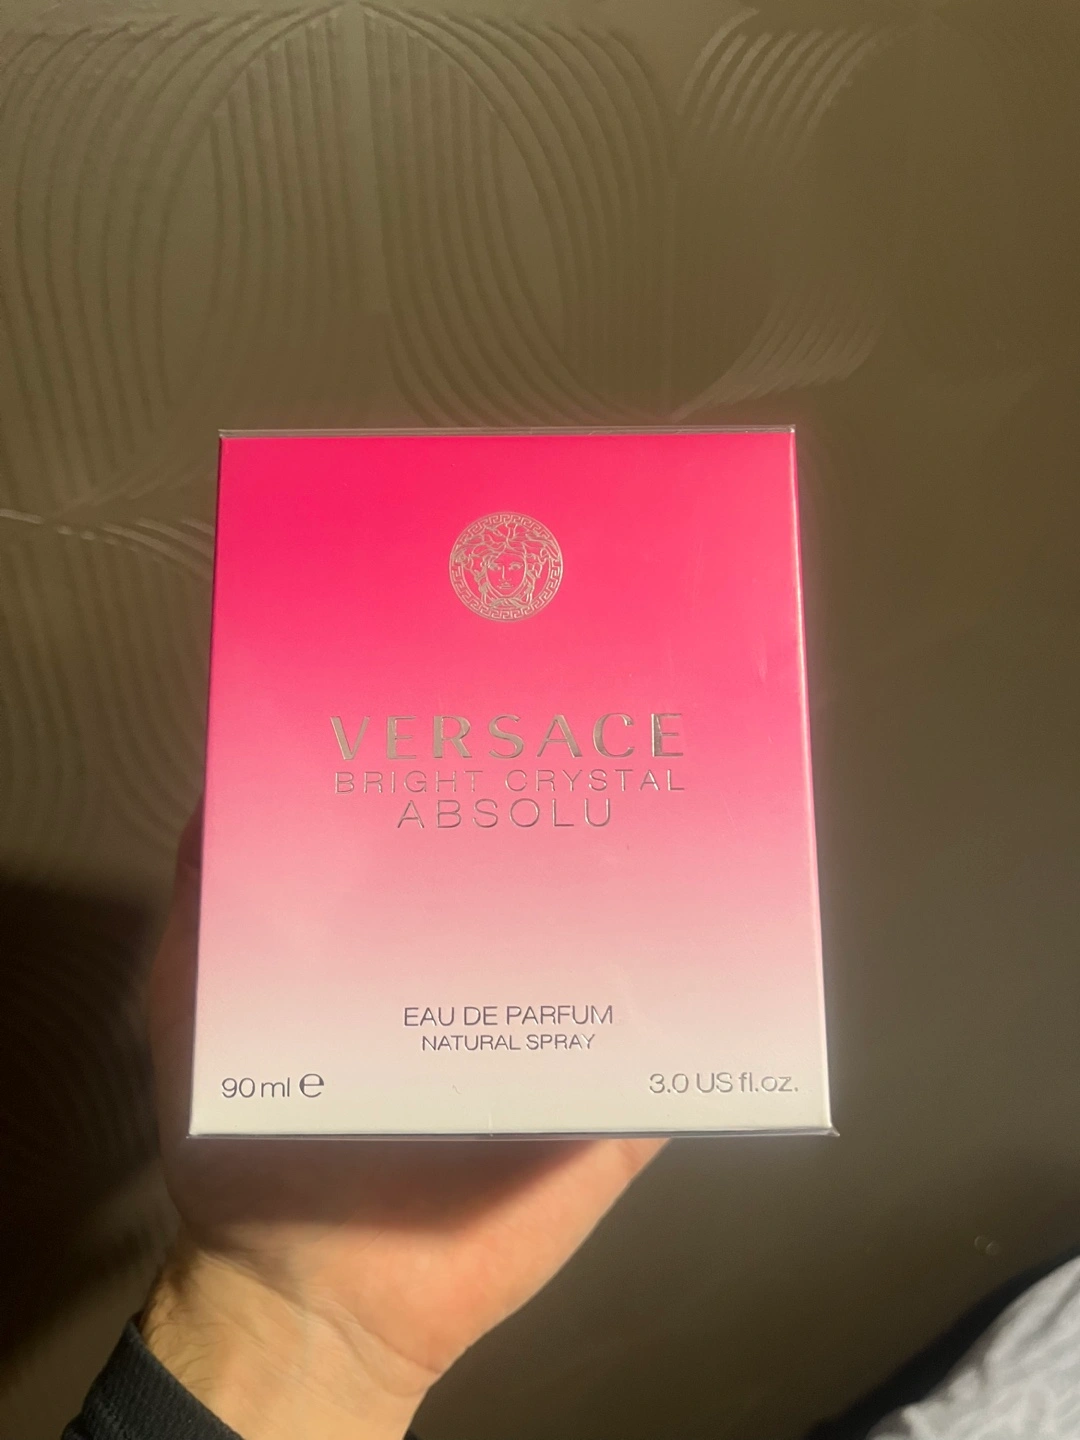 VERSACE
BRIGHT CRYSTAL
ABSOLU
EAU DE PARFUM
NATURAL SPRAY
90 ml ℮
3.0 US fl.oz.